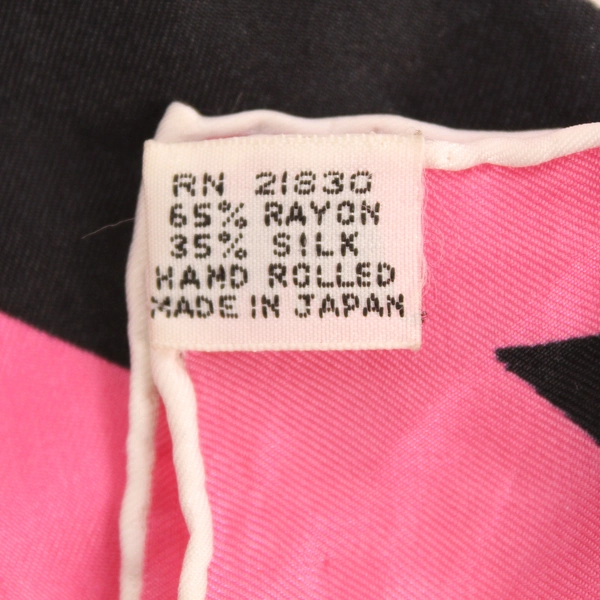 RN 21830
65% RAYON
35% SILK
HAND ROLLED
MADE IN JAPAN